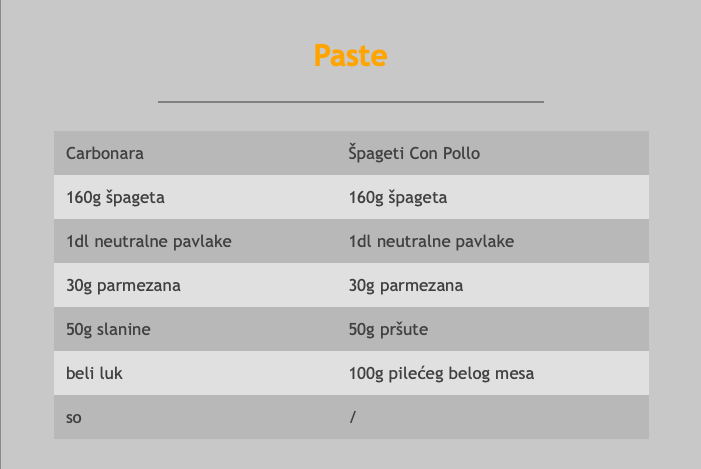 Paste
Carbonara Špageti Con Pollo
160g špageta 160g špageta
1dl neutralne pavlake 1dl neutralne pavlake
30g parmezana 30g parmezana
50g slanine 50g pršute
beli luk 100g pilećeg belog mesa
so /